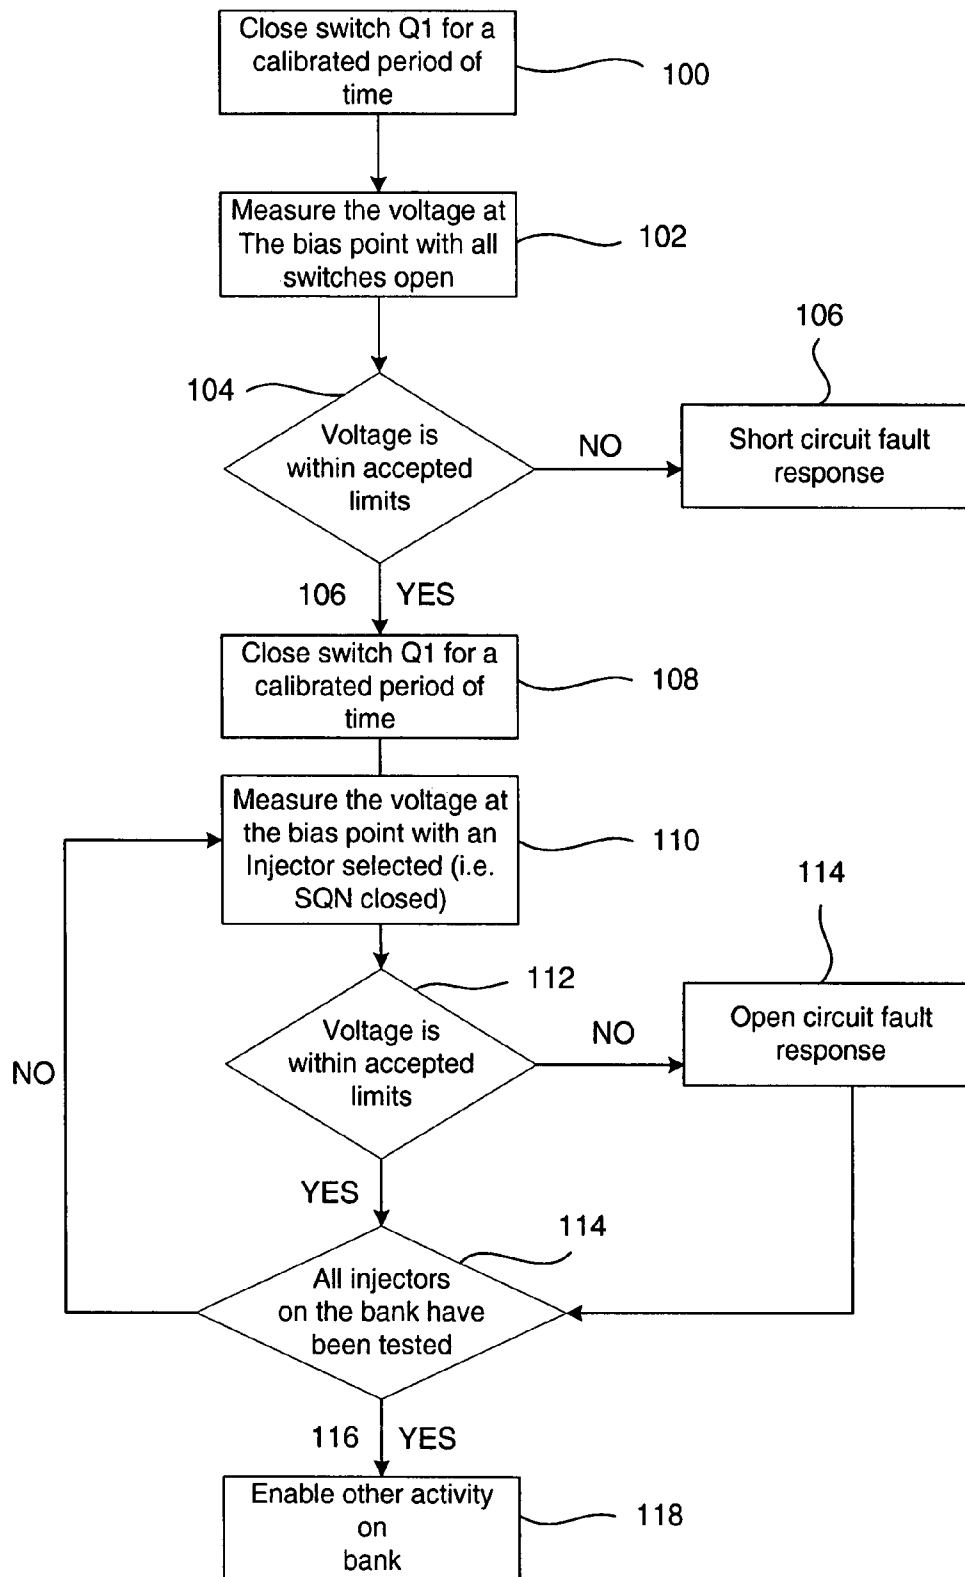 Close switch Q1 for a
calibrated period of
time
100
Measure the voltage at
The bias point with all
switches open
102
106
104
Voltage is
within accepted
limits
NO
Short circuit fault
response
106 YES
Close switch Q1 for a
calibrated period of
time
108
Measure the voltage at
the bias point with an
Injector selected (i.e.
SQN closed)
110
114
112
Voltage is
within accepted
limits
NO
Open circuit fault
response
NO
YES
114
All injectors
on the bank have
been tested
116 YES
Enable other activity
on
bank
118